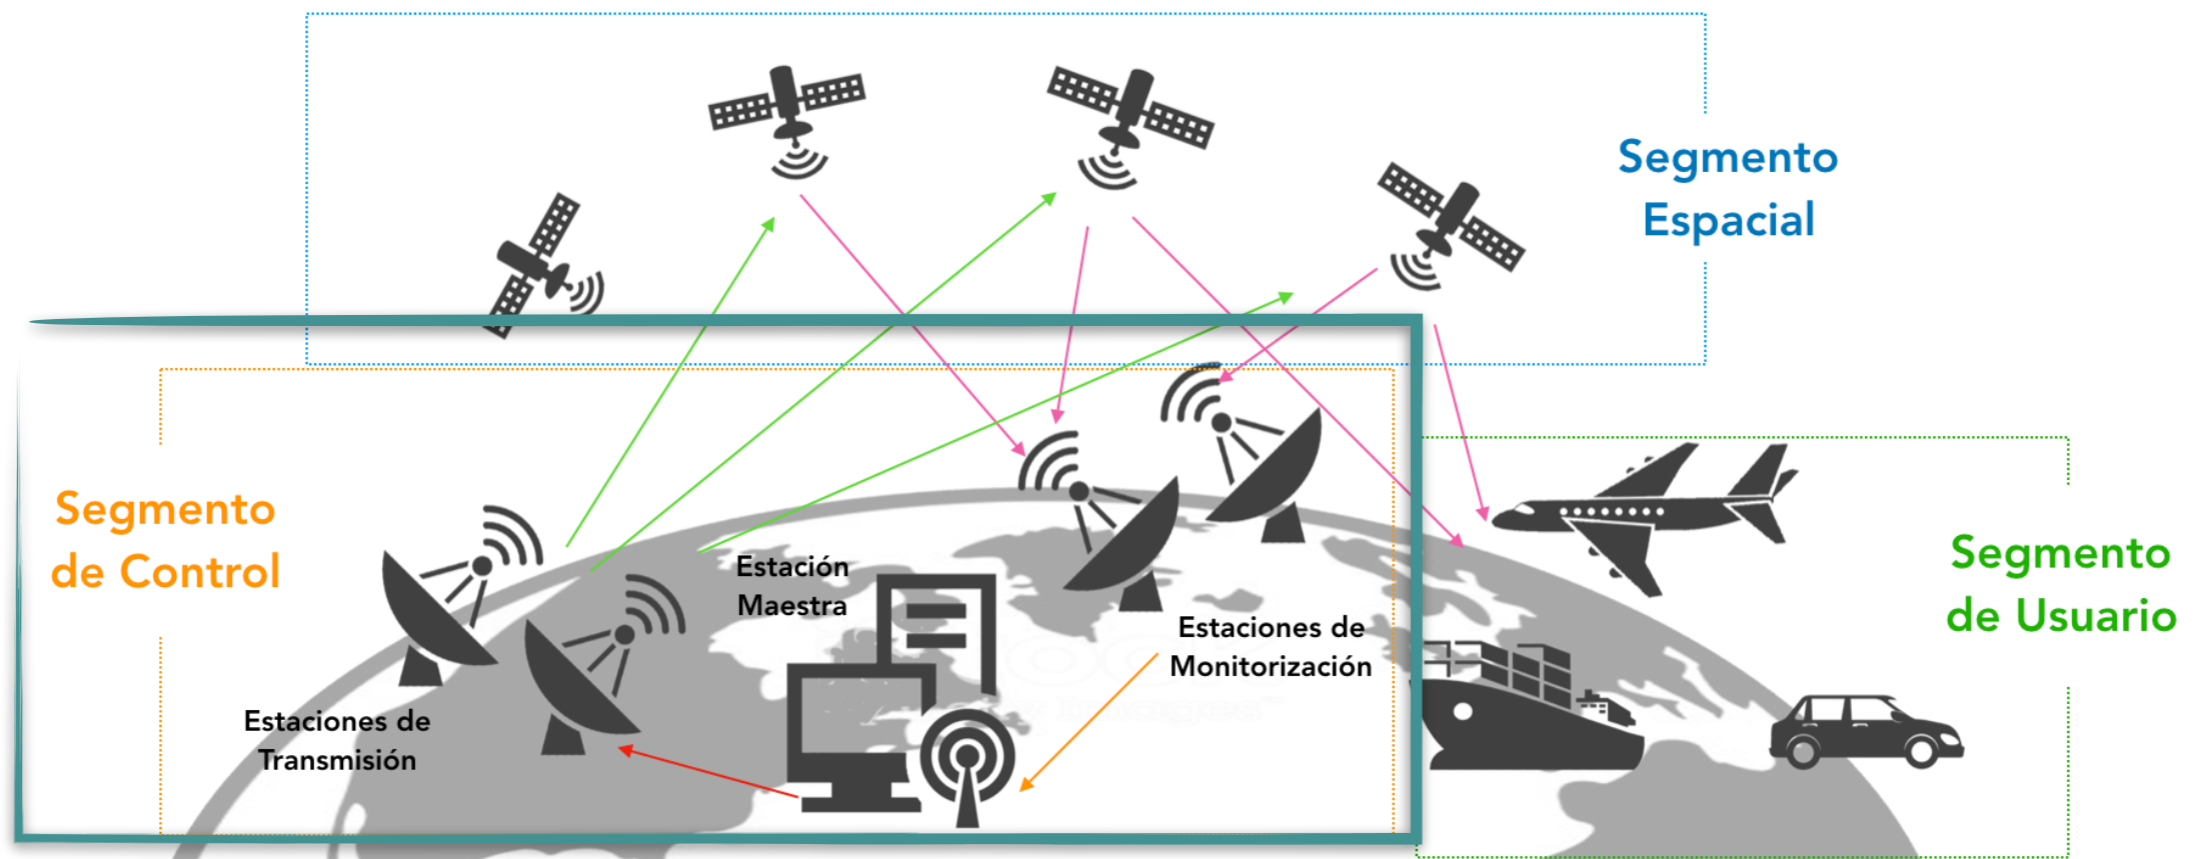 Segmento
Espacial
Segmento
de Control
Estación
Maestra
Estaciones de
Monitorización
Estaciones de
Transmisión
Segmento
de Usuario